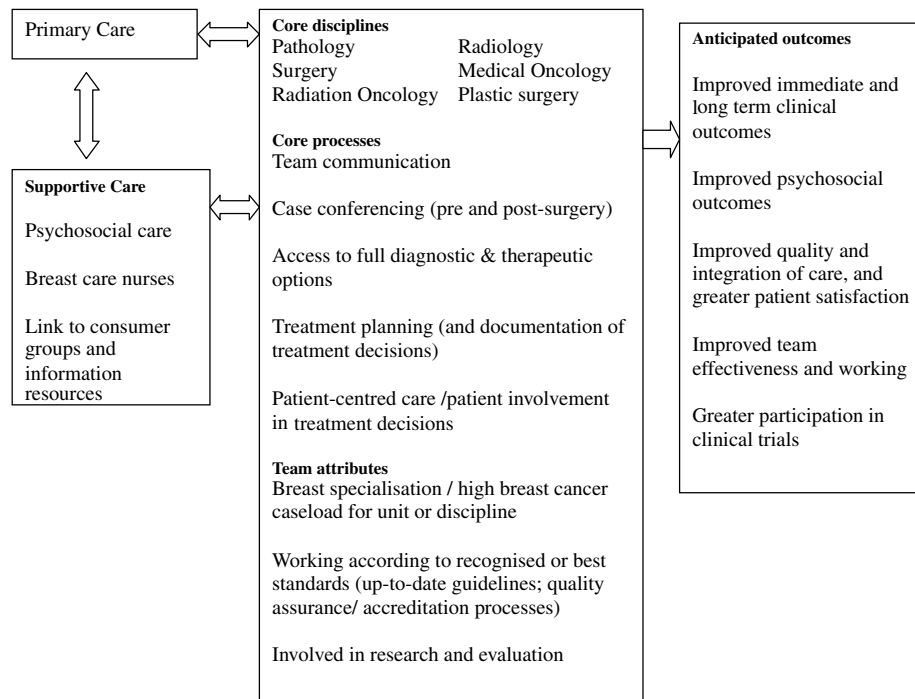 Primary Care
Supportive Care
Psychosocial care
Breast care nurses
Link to consumer
groups and
information
resources
Core disciplines
Pathology Radiology
Surgery Medical Oncology
Radiation Oncology Plastic surgery
Core processes
Team communication
Case conferencing (pre and post-surgery)
Access to full diagnostic & therapeutic
options
Treatment planning (and documentation of
treatment decisions)
Patient-centred care /patient involvement
in treatment decisions
Team attributes
Breast specialisation / high breast cancer
caseload for unit or discipline
Working according to recognised or best
standards (up-to-date guidelines; quality
assurance/ accreditation processes)
Involved in research and evaluation
Anticipated outcomes
Improved immediate and
long term clinical
outcomes
Improved psychosocial
outcomes
Improved quality and
integration of care, and
greater patient satisfaction
Improved team
effectiveness and working
Greater participation in
clinical trials